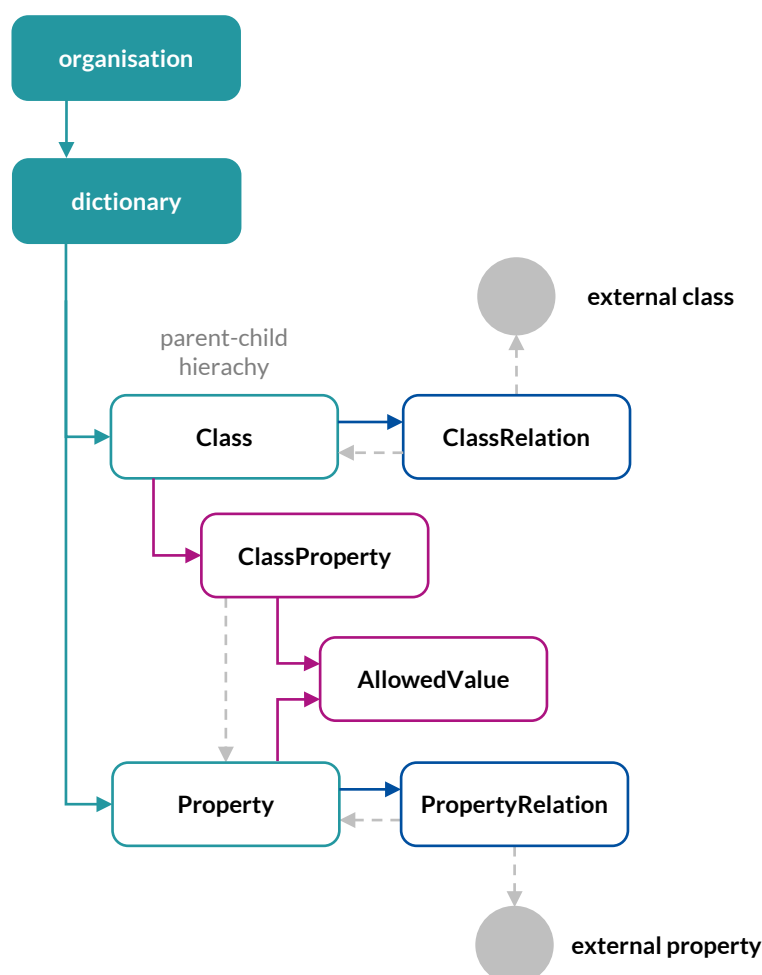 organisation
dictionary
external class
parent-child
hierachy
Class
ClassRelation
ClassProperty
AllowedValue
Property
PropertyRelation
external property